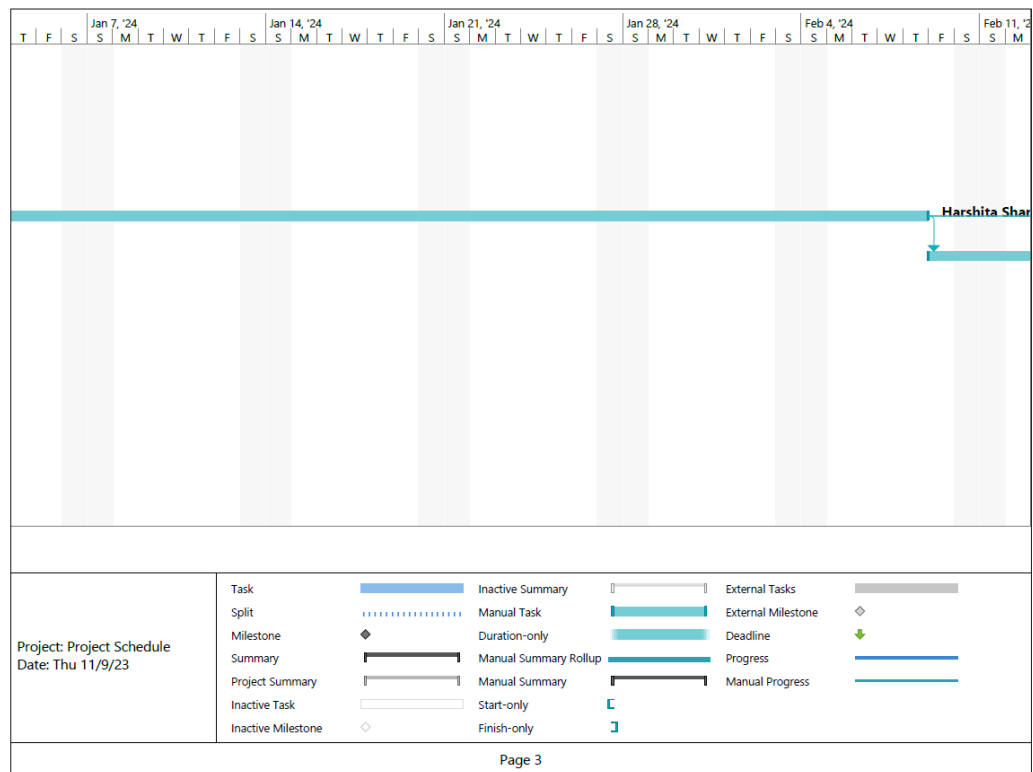 Jan 7, '24 Jan 14, '24 Jan 21, '24 Jan 28, '24 Feb 4, '24 Feb 11, '2
T F S S M T W T F S S M T W T F S S M T W T F S S M T W T F S S M T W T F S S M
Harshita Shar
Project: Project Schedule
Date: Thu 11/9/23
Task
Split
Milestone
Summary
Project Summary
Inactive Task
Inactive Milestone
Inactive Summary
Manual Task
Duration-only
Manual Summary Rollup
Manual Summary
Start-only
Finish-only
External Tasks
External Milestone
Deadline
Progress
Manual Progress
Page 3